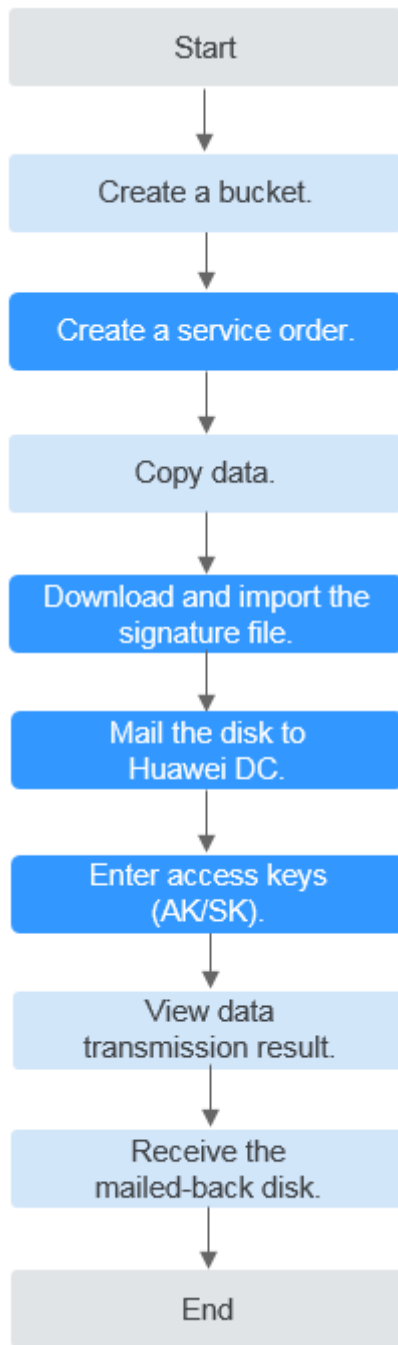 Start
Create a bucket.
Create a service order.
Copy data.
Download and import the
signature file.
Mail the disk to
Huawei DC.
Enter access keys
(AK/SK).
View data
transmission result.
Receive the
mailed-back disk.
End